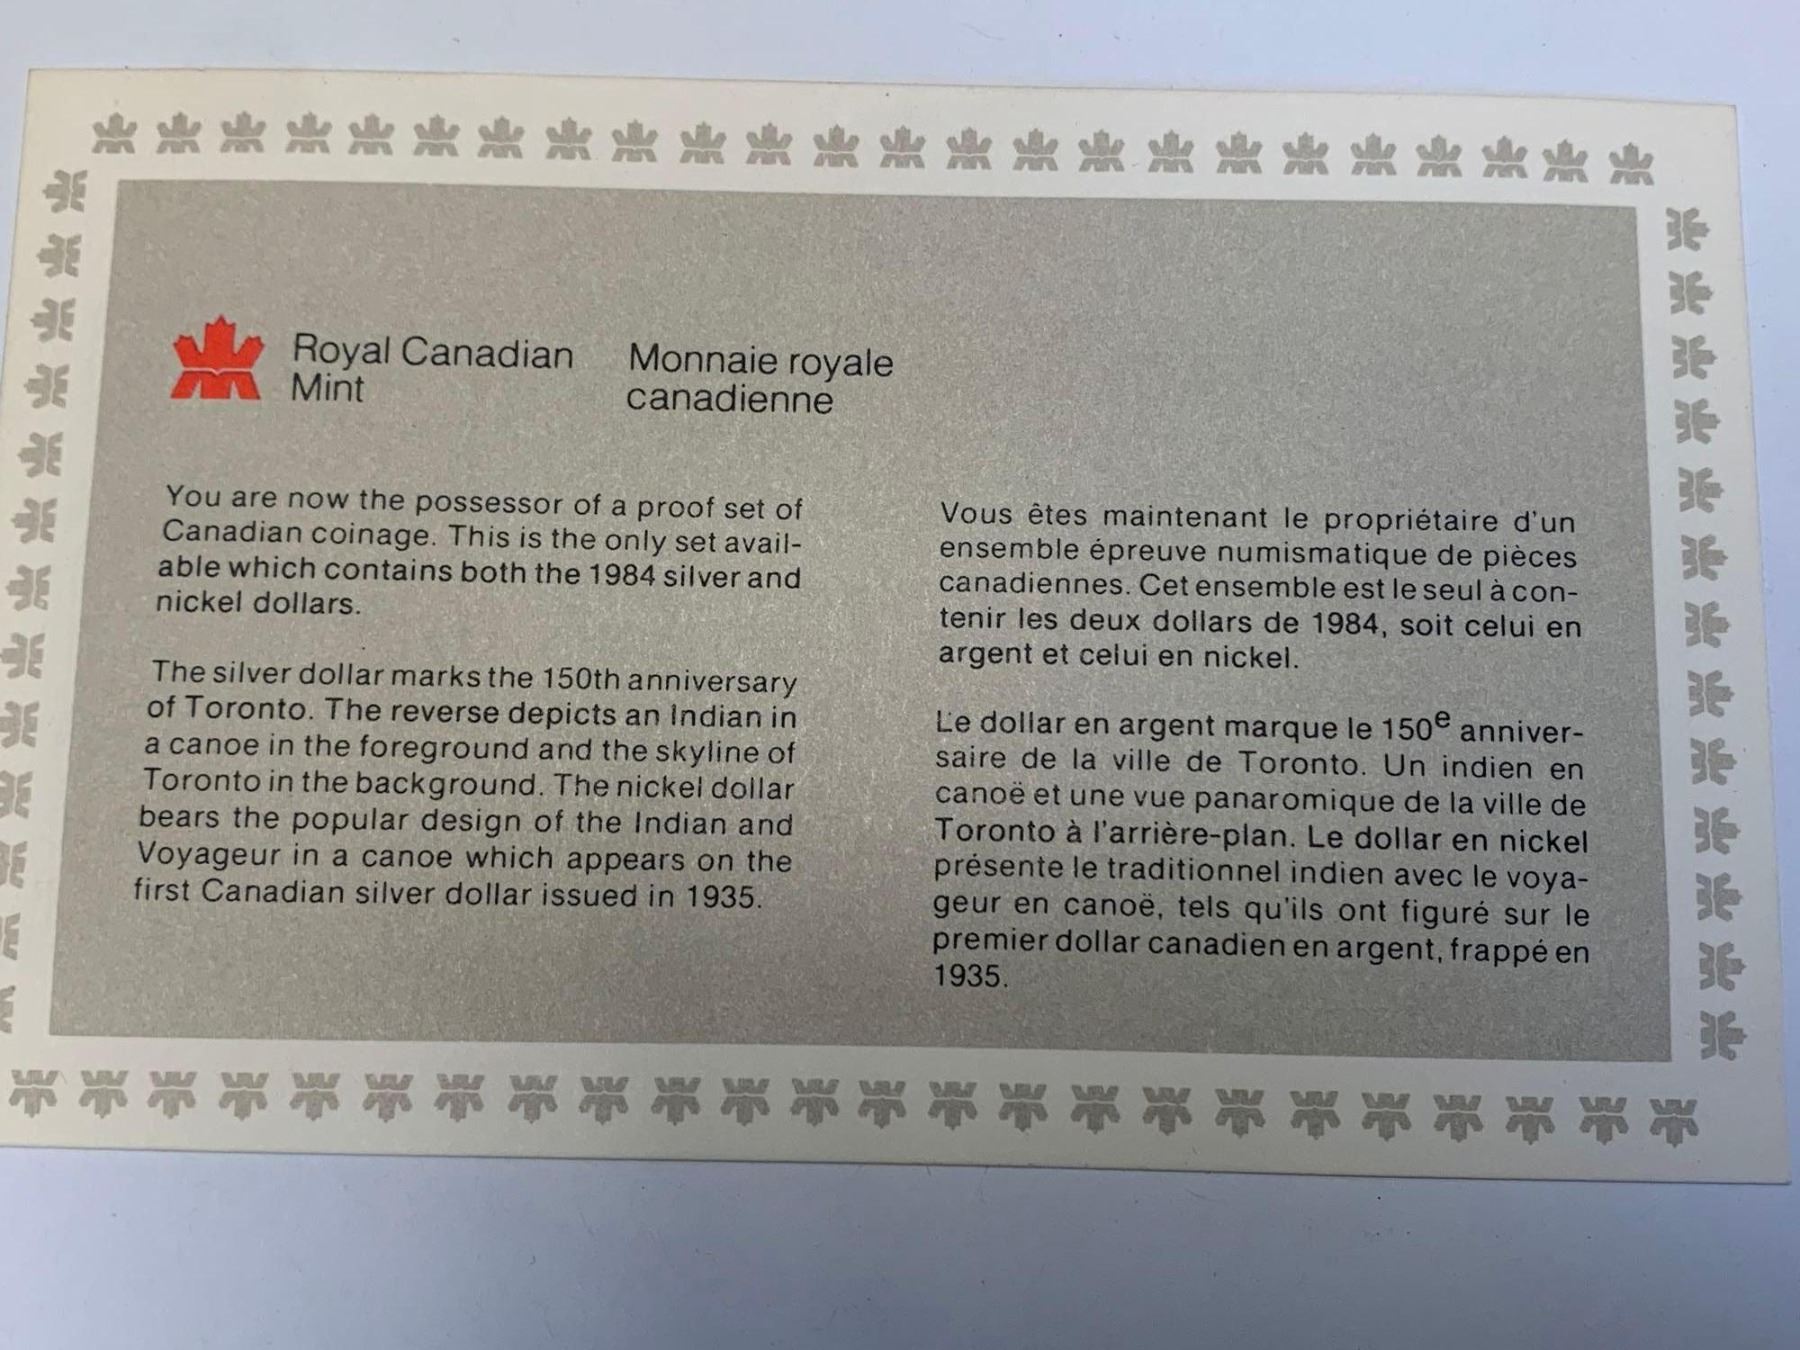 Royal Canadian
Mint
Monnaie royale
canadienne
You are now the possessor of a proof set of
Canadian coinage. This is the only set avail-
able which contains both the 1984 silver and
nickel dollars.
The silver dollar marks the 150th anniversary
of Toronto. The reverse depicts an Indian in
a canoe in the foreground and the skyline of
Toronto in the background. The nickel dollar
bears the popular design of the Indian and
Voyageur in a canoe which appears on the
first Canadian silver dollar issued in 1935.
Vous êtes maintenant le propriétaire d'un
ensemble épreuve numismatique de pièces
canadiennes. Cet ensemble est le seul à con-
tenir les deux dollars de 1984, soit celui en
argent et celui en nickel.
Le dollar en argent marque le 150e anniver-
saire de la ville de Toronto. Un indien en
canoë et une vue panaromique de la ville de
Toronto à l'arrière-plan. Le dollar en nickel
présente le traditionnel indien avec le voya-
geur en canoë, tels qu'ils ont figuré sur le
premier dollar canadien en argent, frappé en
1935.